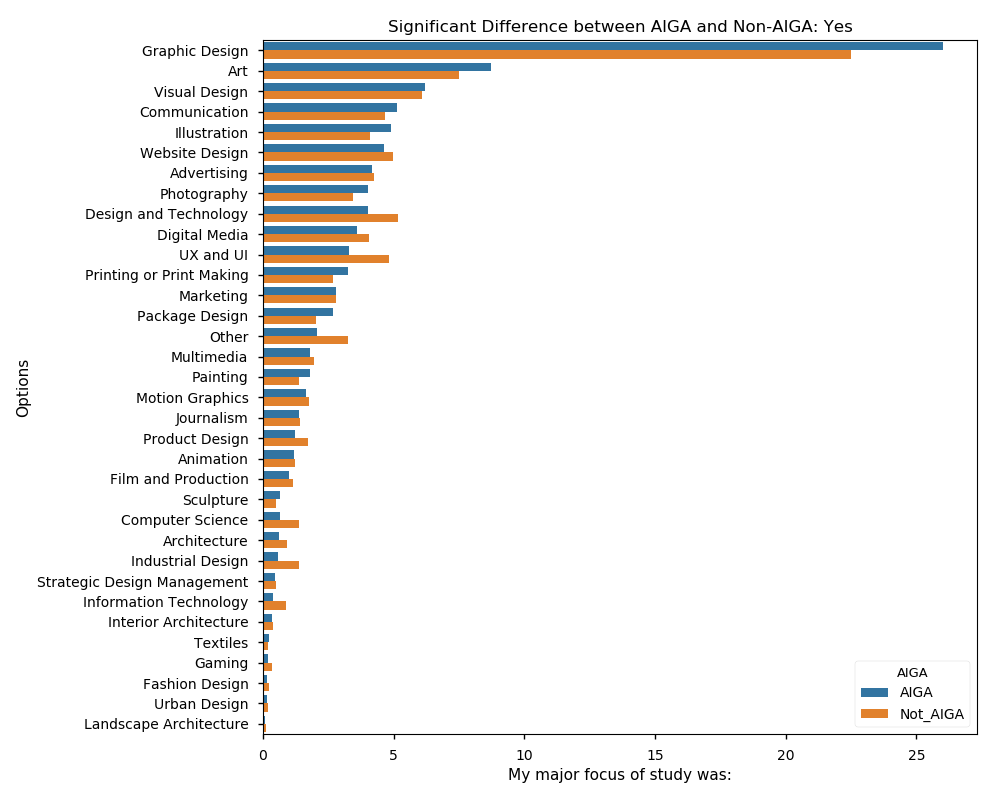 Significant Difference between AIGA and Non-AIGA: Yes
Options
Graphic Design
Art
Visual Design
Communication
Illustration
Website Design
Advertising
Photography
Design and Technology
Digital Media
UX and UI
Printing or Print Making
Marketing
Package Design
Other
Multimedia
Painting
Motion Graphics
Journalism
Product Design
Animation
Film and Production
Sculpture
Computer Science
Architecture
Industrial Design
Strategic Design Management
Information Technology
Interior Architecture
Textiles
Gaming
Fashion Design
Urban Design
Landscape Architecture
AIGA
AIGA
Not_AIGA
0 5 10 15 20 25
My major focus of study was: